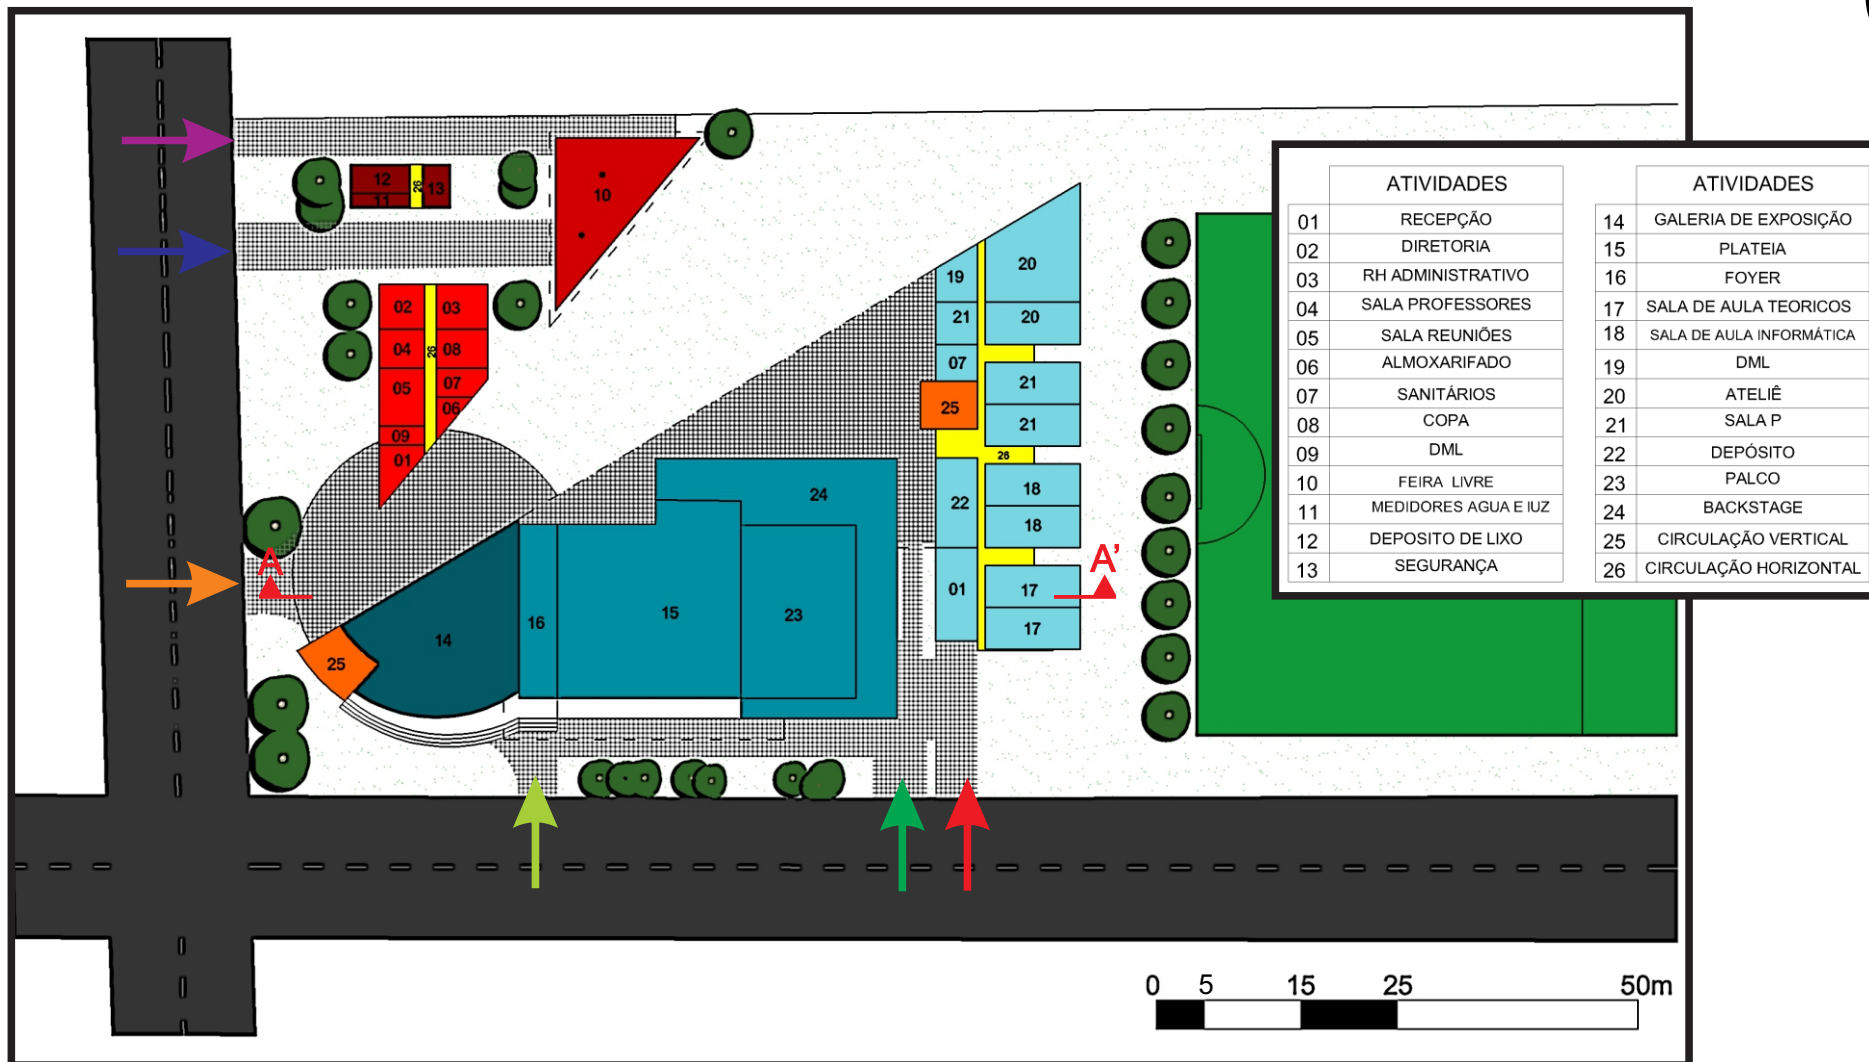 12
11
26
13
10
02
03
04
26
08
05
07
06
09
01
19
20
21
20
07
21
25
21
26
24
22
18
18
A
A'
01
17
16
15
23
17
14
25
ATIVIDADES
01 RECEPÇÃO
02 DIRETORIA
03 RH ADMINISTRATIVO
04 SALA PROFESSORES
05 SALA REUNIÕES
06 ALMOXARIFADO
07 SANITÁRIOS
08 COPA
09 DML
10 FEIRA LIVRE
11 MEDIDORES AGUA E lUZ
12 DEPOSITO DE LIXO
13 SEGURANÇA
ATIVIDADES
14 GALERIA DE EXPOSIÇÃO
15 PLATEIA
16 FOYER
17 SALA DE AULA TEORICOS
18 SALA DE AULA INFORMÁTICA
19 DML
20 ATELIÊ
21 SALA P
22 DEPÓSITO
23 PALCO
24 BACKSTAGE
25 CIRCULAÇÃO VERTICAL
26 CIRCULAÇÃO HORIZONTAL
0 5 15 25 50m